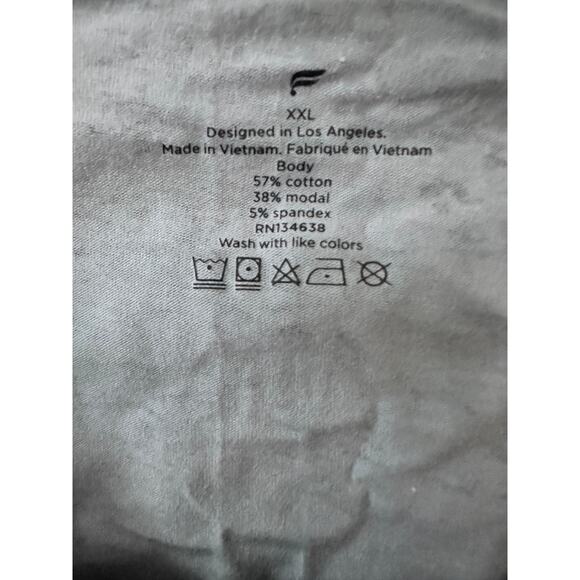 XXL
Designed in Los Angeles.
Made in Vietnam. Fabriqué en Vietnam
Body
57% cotton
38% modal
5% spandex
RN134638
Wash with like colors